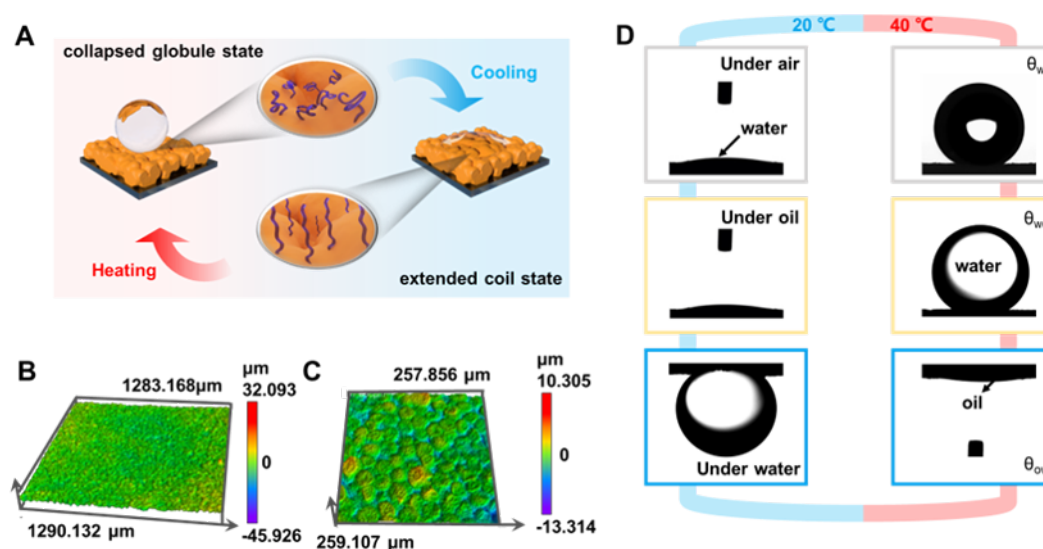 A
collapsed globule state
Cooling
Heating
extended coil state
B
1283.168μm
μm
32.093
0
-45.926
1290.132 μm
C
257.856 μm
μm
10.305
0
-13.314
259.107 μm
D
20 ℃
40 ℃
Under air
water
θw
Under oil
water
Under water
oil